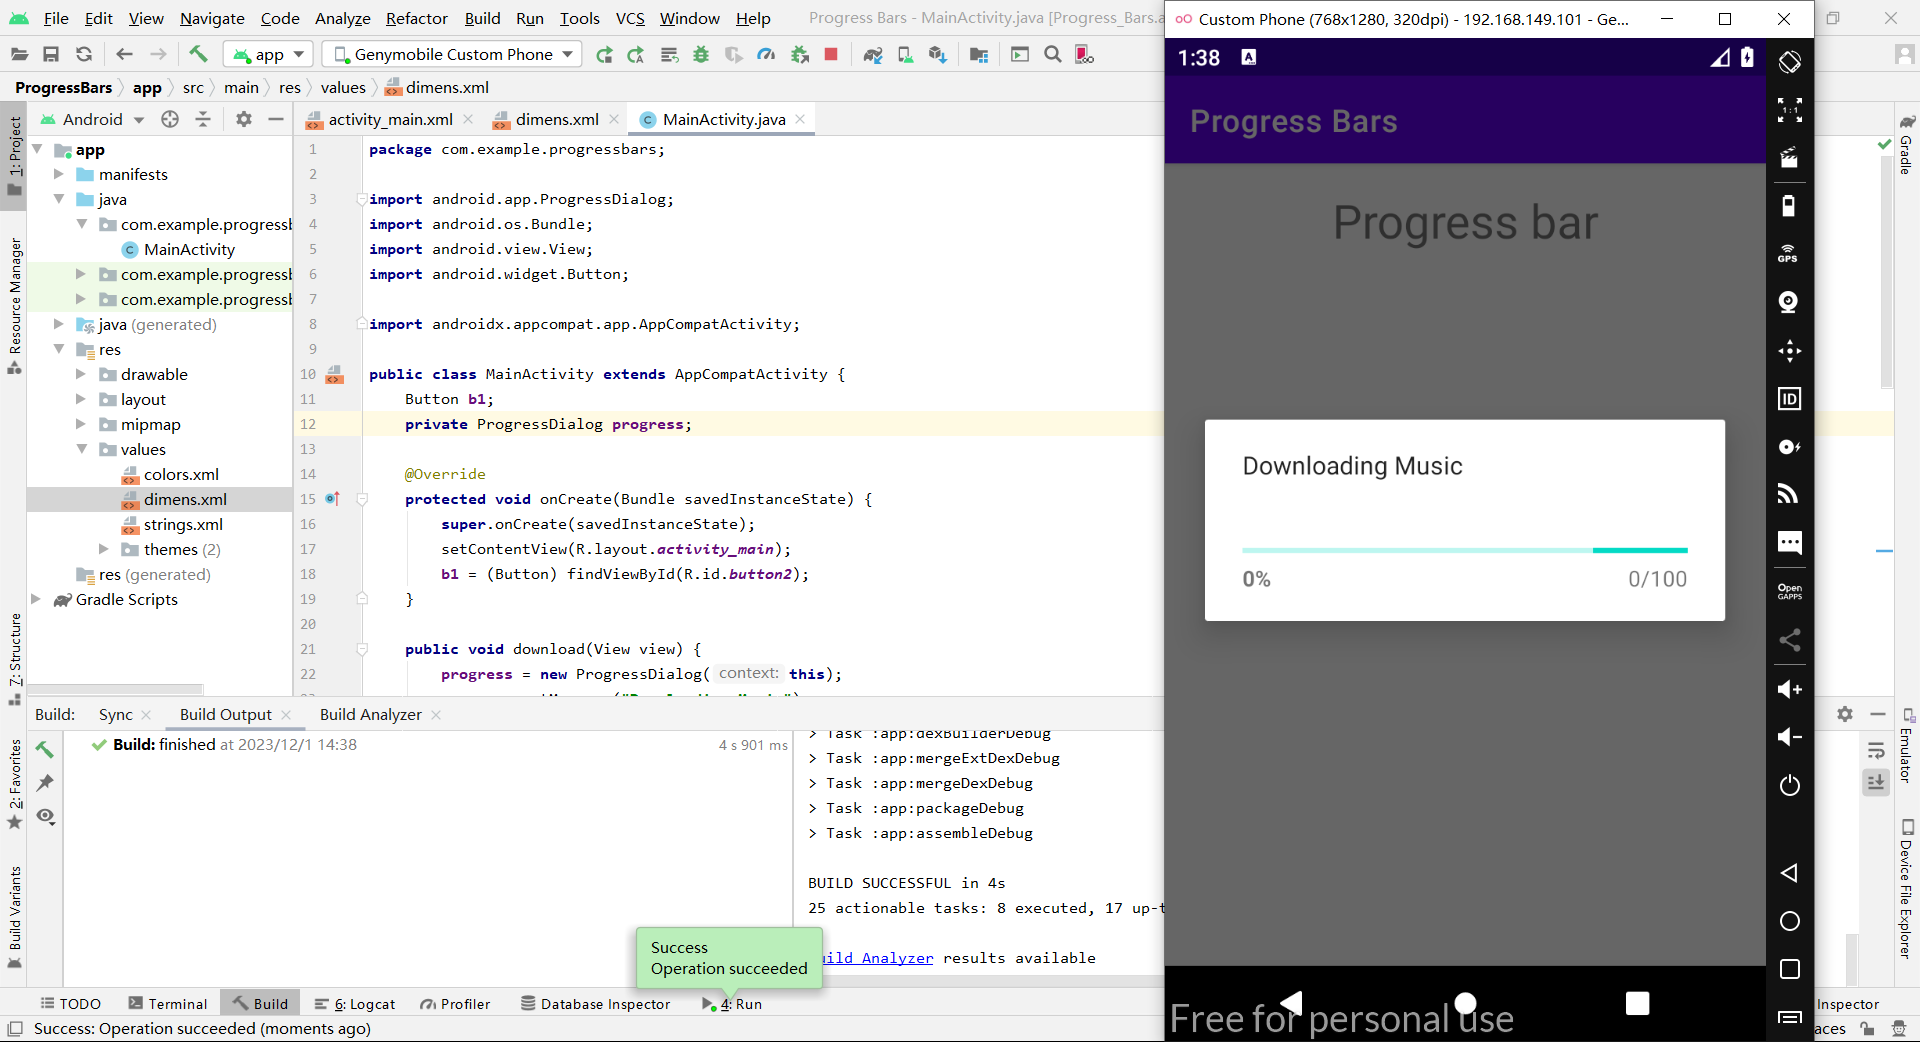 File Edit View Navigate Code Analyze Refactor Build Run Tools VCS Window Help Progress Bars - MainActivity.java [Progress_Bars.a
app Genymobile Custom Phone
ProgressBars app src main res values dimens.xml
Android
activity_main.xml dimens.xml MainActivity.java
1: Project
Resource Manager
Z: Structure
2: Favorites
Build Variants
app
manifests
java
com.example.progressb
MainActivity
com.example.progressb
com.example.progressb
java (generated)
res
drawable
layout
mipmap
values
colors.xml
dimens.xml
strings.xml
themes (2)
res (generated)
Gradle Scripts
1 package com.example.progressbars;
2
3 import android.app.ProgressDialog;
4 import android.os.Bundle;
5 import android.view.View;
6 import android.widget.Button;
7
8 import androidx.appcompat.app.AppCompatActivity;
9
10 public class MainActivity extends AppCompatActivity {
11 Button b1;
12 private ProgressDialog progress;
13
14 @Override
15 protected void onCreate(Bundle savedInstanceState) {
16 super.onCreate(savedInstanceState);
17 setContentView(R.layout.activity_main);
18 b1 = (Button) findViewById(R.id.button2);
19 }
20
21 public void download(View view) {
22 progress = new ProgressDialog( context: this);
Build: Sync Build Output Build Analyzer
Build: finished at 2023/12/1 14:38 4 s 901 ms
> Task :app:dexBuilderDebug
> Task :app:mergeExtDexDebug
> Task :app:mergeDexDebug
> Task :app:packageDebug
> Task :app:assembleDebug
BUILD SUCCESSFUL in 4s
25 actionable tasks: 8 executed, 17 up-t
uild Analyzer results available
Success
Operation succeeded
TODO Terminal Build 6: Logcat Profiler Database Inspector 4: Run
Success: Operation succeeded (moments ago)
Custom Phone (768x1280, 320dpi) - 192.168.149.101 - Ge...
1:38 A
Progress Bars
Progress bar
Downloading Music
0% 0/100
Free for personal use
1:1
GPS
ID
Open
GAPPS
Gradle
Emulator
Device File Explorer
Inspector
aces